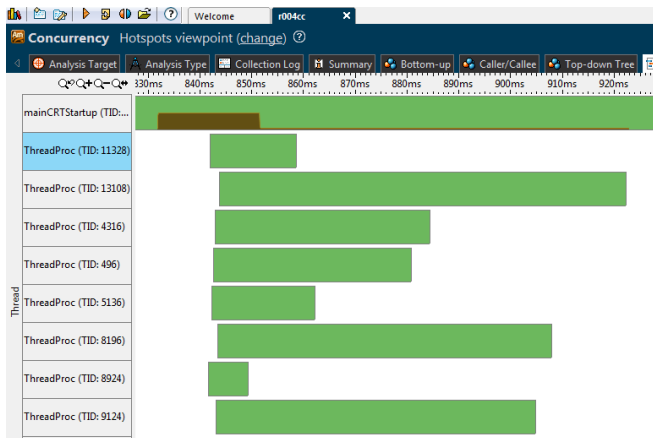 Welcome
r004cc
Concurrency Hotspots viewpoint (change)
Analysis Target
Analysis Type
Collection Log
Summary
Bottom-up
Caller/Callee
Top-down Tree
830ms 840ms 850ms 860ms 870ms 880ms 890ms 900ms 910ms 920ms
mainCRTStartup (TID:...
ThreadProc (TID: 11328)
ThreadProc (TID: 13108)
ThreadProc (TID: 4316)
ThreadProc (TID: 496)
ThreadProc (TID: 5136)
ThreadProc (TID: 8196)
ThreadProc (TID: 8924)
ThreadProc (TID: 9124)
Thread